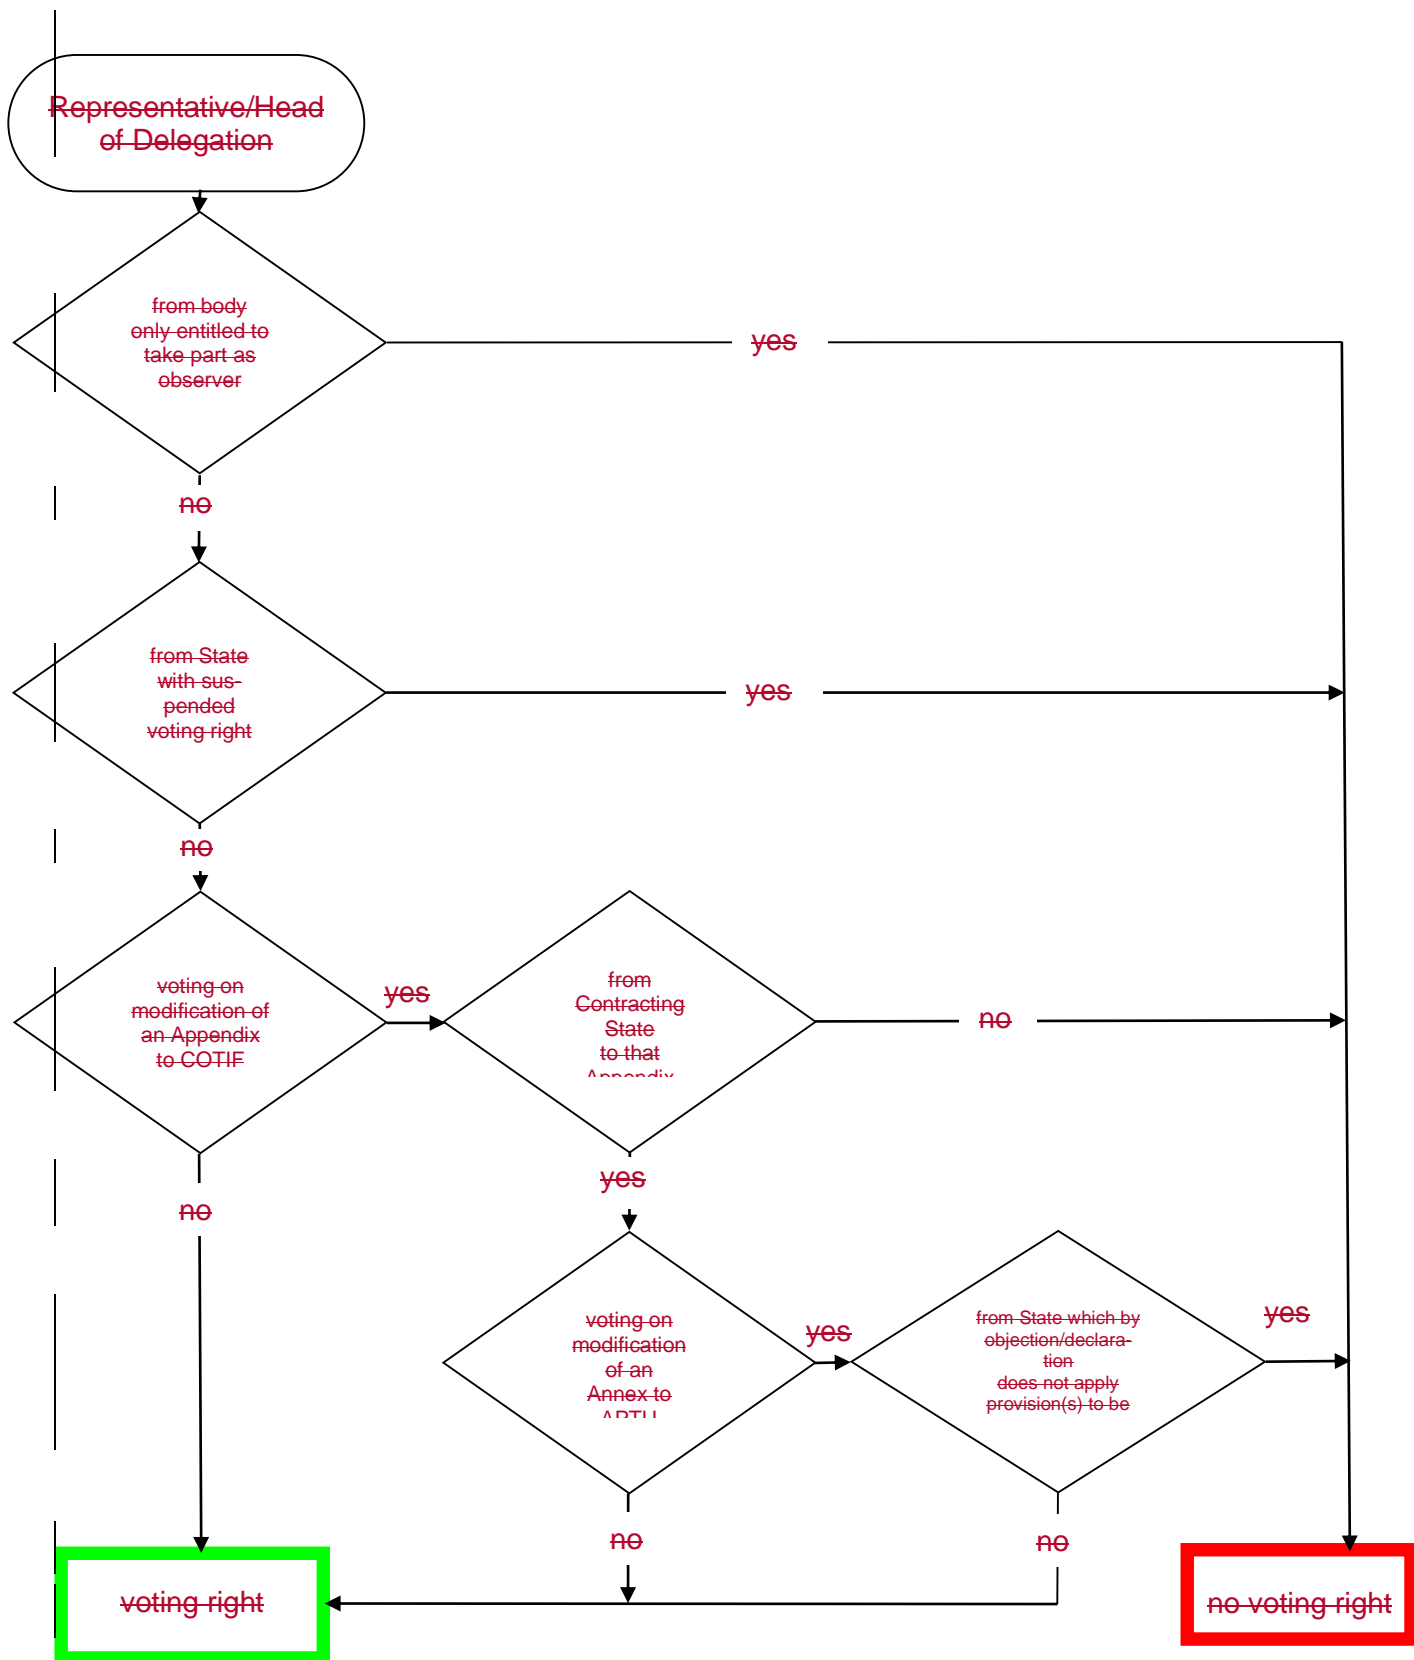 Representative/Head
of Delegation
from body
only entitled to
take part as
observer
yes
no
from State
with sus-
pended
voting right
yes
no
voting on
modification of
an Appendix
to COTIF
yes
from
Contracting
State
to that
Appendix
no
yes
no
voting on
modification
of an
Annex to
yes
from State which by
objection/declara-
tion
does not apply
provision(s) to be
yes
no
no
voting right
no voting right